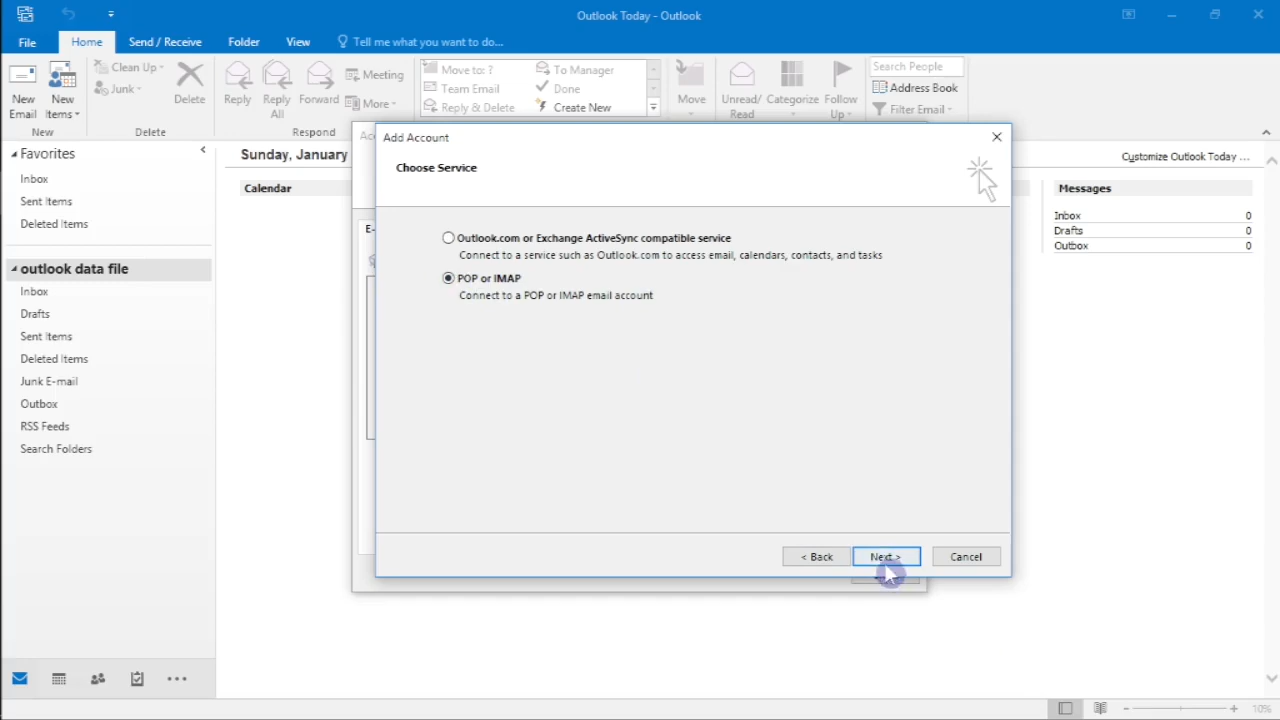 Outlook Today - Outlook
File
Home
Send / Receive
Folder
View
Tell me what you want to do...
New Email
New Items
Clean Up
Junk
Delete
Reply
Reply All
Forward
Meeting
More
Move to: ?
Team Email
Reply & Delete
To Manager
Done
Create New
Move
Unread/ Read
Categorize
Follow Up
Search People
Address Book
Filter Email
New
Delete
Respond
Favorites
Inbox
Sent Items
Deleted Items
outlook data file
Inbox
Drafts
Sent Items
Deleted Items
Junk E-mail
Outbox
RSS Feeds
Search Folders
Sunday, January
Customize Outlook Today ...
Calendar
Messages
Inbox 0
Drafts 0
Outbox 0
E-
Add Account
Choose Service
Outlook.com or Exchange ActiveSync compatible service
Connect to a service such as Outlook.com to access email, calendars, contacts, and tasks
POP or IMAP
Connect to a POP or IMAP email account
< Back
Next >
Cancel
10%